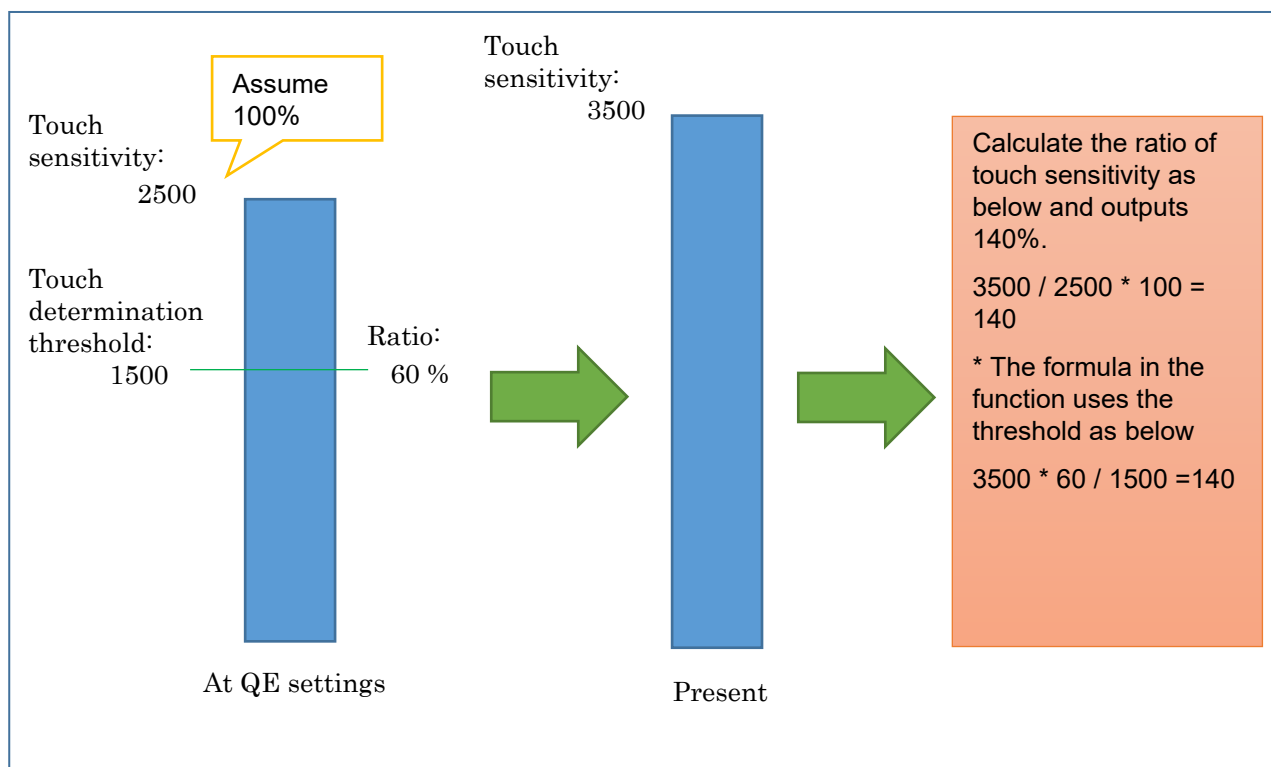 Assume
100%
Touch
sensitivity:
2500
Touch
determination
threshold:
1500
Ratio:
60 %
At QE settings
Touch
sensitivity:
3500
Present
Calculate the ratio of
touch sensitivity as
below and outputs
140%.
3500 / 2500 * 100 =
140
* The formula in the
function uses the
threshold as below
3500 * 60 / 1500 =140